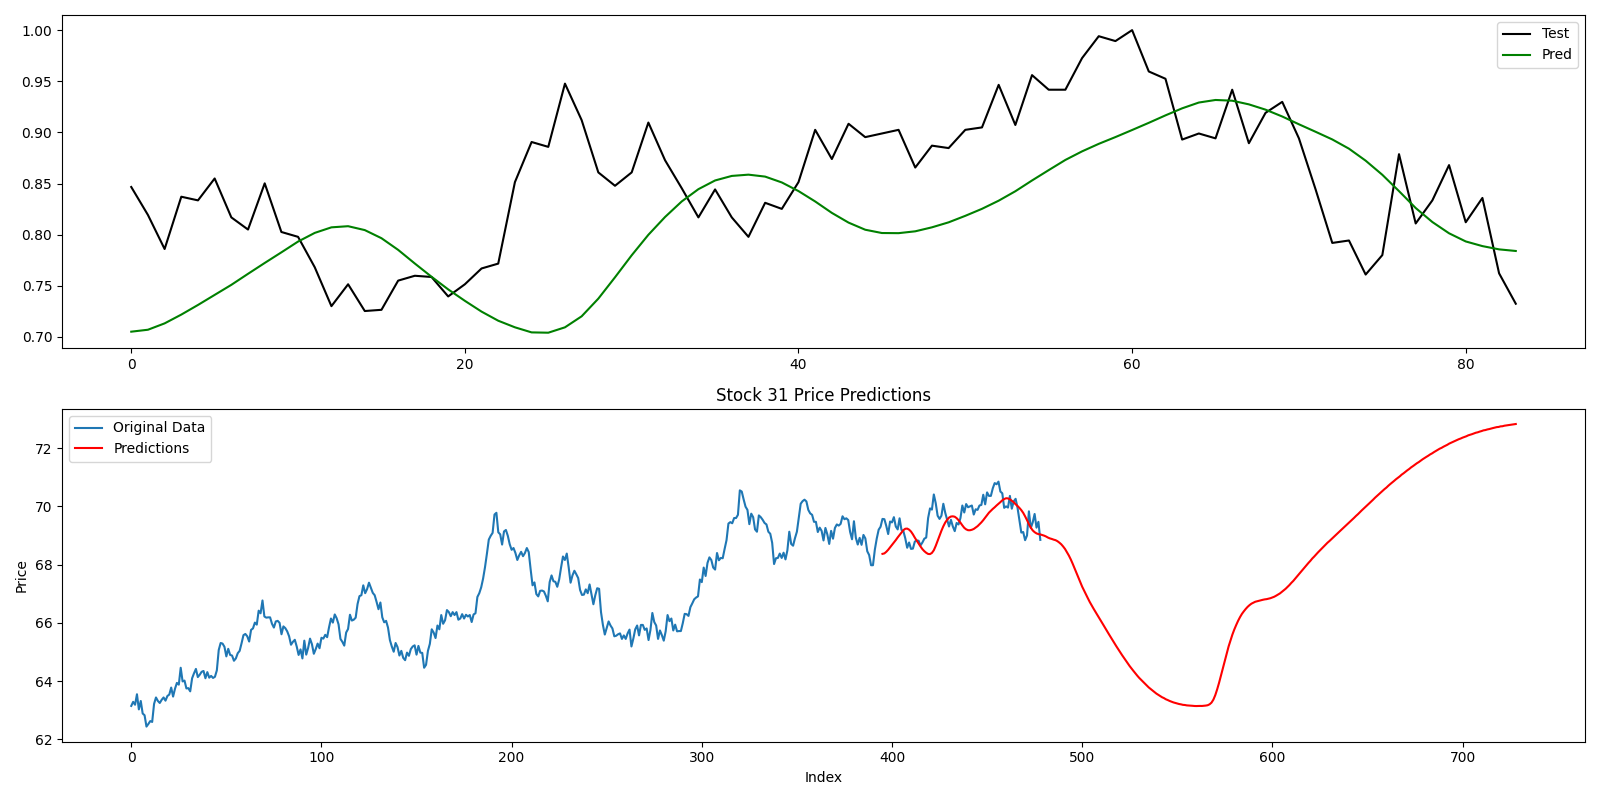 1.00
0.95
0.90
0.85
0.80
0.75
0.70
Test
Pred
0 20 40 60 80
Stock 31 Price Predictions
Original Data
Predictions
72
70
68
66
64
62
Price
0 100 200 300 400 500 600 700
Index